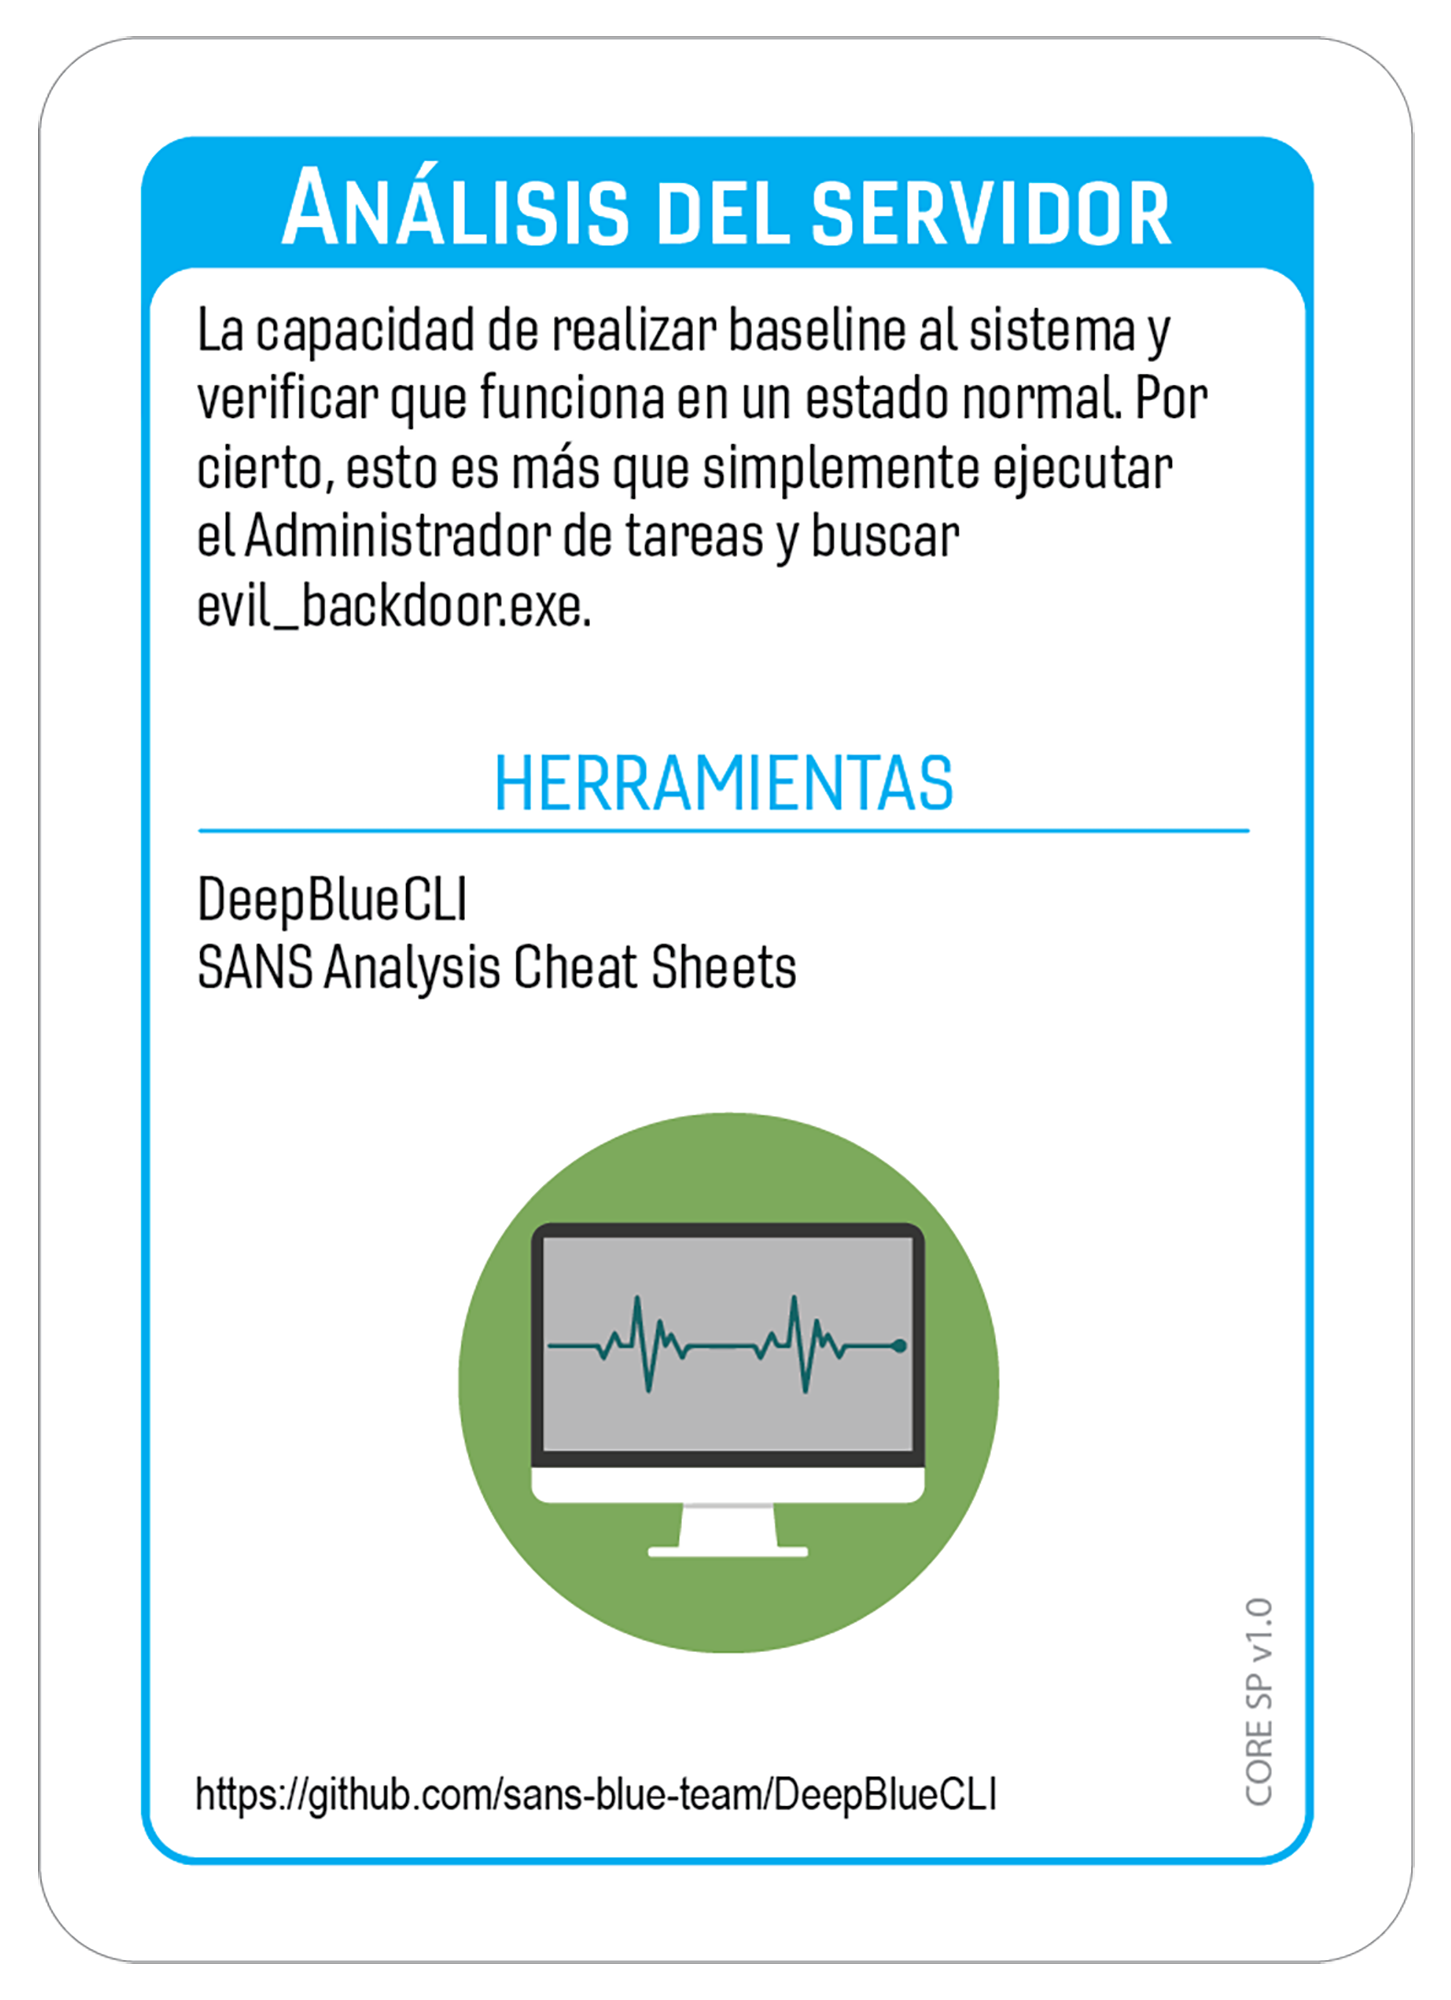 ANÁLISIS DEL SERVIDOR
La capacidad de realizar baseline al sistema y
verificar que funciona en un estado normal. Por
cierto, esto es más que simplemente ejecutar
el Administrador de tareas y buscar
evil_backdoor.exe.
HERRAMIENTAS
DeepBlueCLI
SANS Analysis Cheat Sheets
CORE SP v1.0
https://github.com/sans-blue-team/DeepBlueCLI